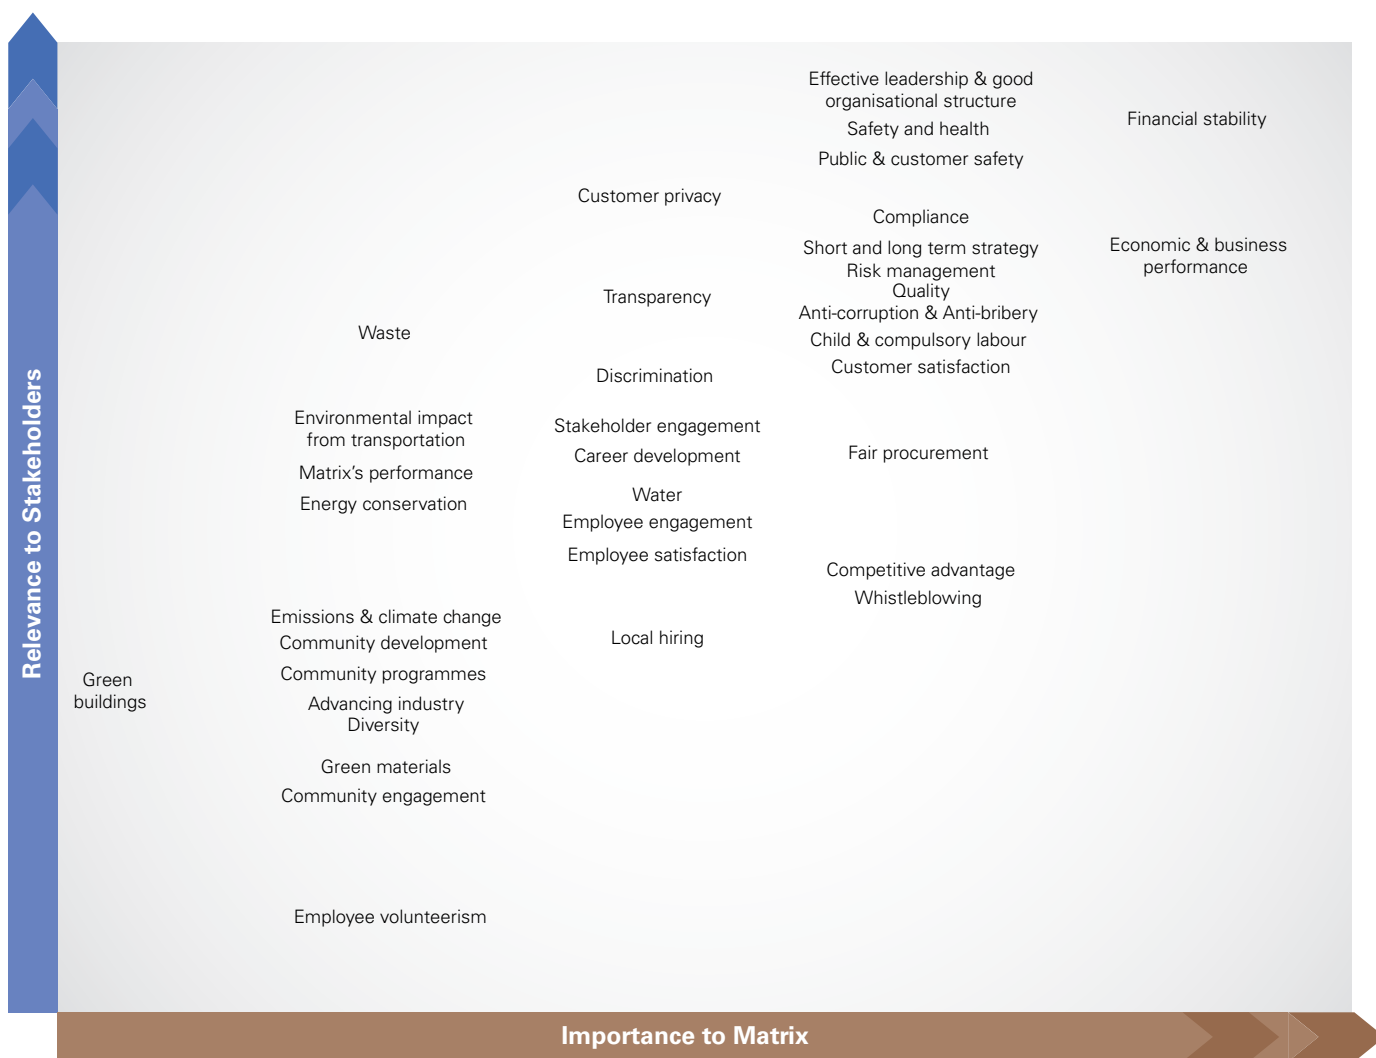 Effective leadership & good
organisational structure
Financial stability
Safety and health
Public & customer safety
Customer privacy
Compliance
Short and long term strategy
Economic & business
performance
Risk management
Quality
Transparency
Anti-corruption & Anti-bribery
Waste
Child & compulsory labour
Customer satisfaction
Discrimination
Environmental impact
from transportation
Stakeholder engagement
Career development
Fair procurement
Matrix’s performance
Water
Energy conservation
Employee engagement
Employee satisfaction
Competitive advantage
Whistleblowing
Emissions & climate change
Community development
Local hiring
Community programmes
Green
buildings
Advancing industry
Diversity
Green materials
Community engagement
Employee volunteerism
Relevance to Stakeholders
Importance to Matrix